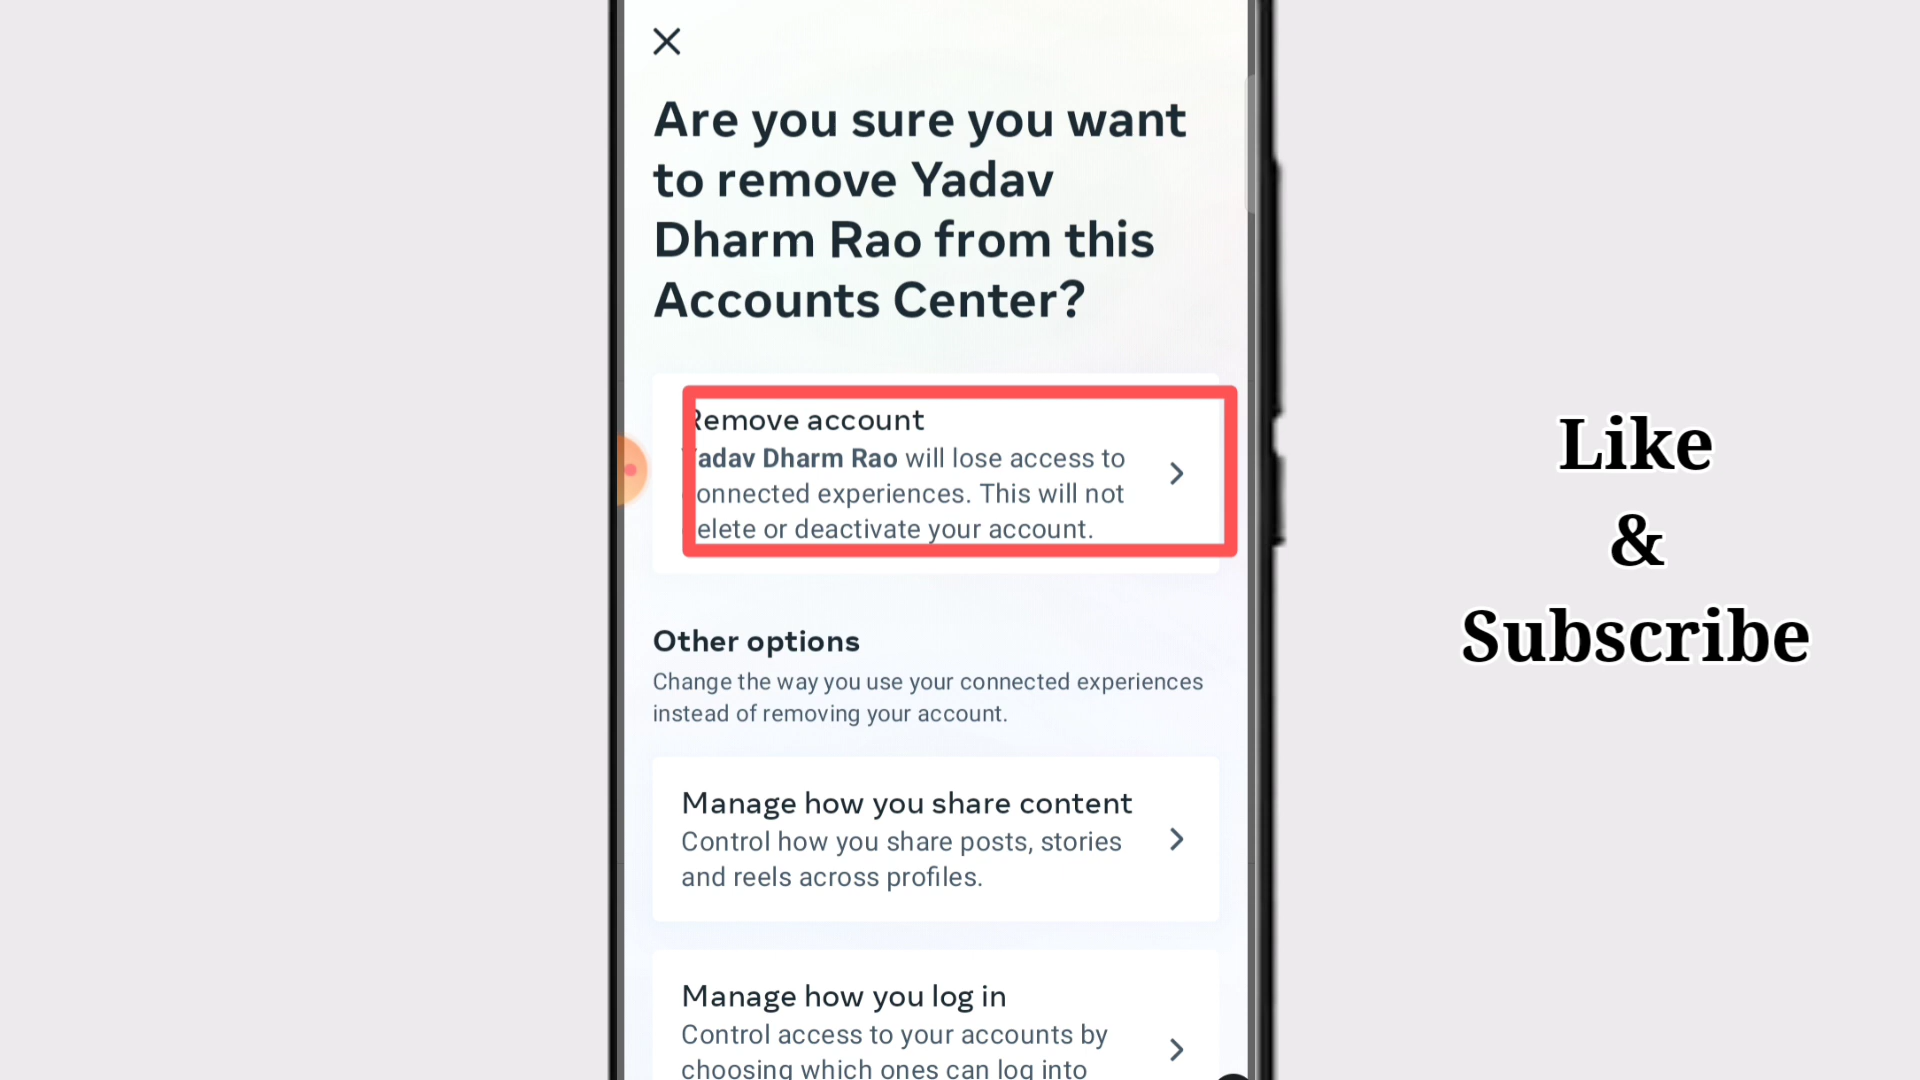 Are you sure you want
to remove Yadav
Dharm Rao from this
Accounts Center?
Remove account
Yadav Dharm Rao will lose access to
connected experiences. This will not
delete or deactivate your account.
Other options
Change the way you use your connected experiences
instead of removing your account.
Manage how you share content
Control how you share posts, stories
and reels across profiles.
Manage how you log in
Control access to your accounts by
choosing which ones can log into
Like
&
Subscribe